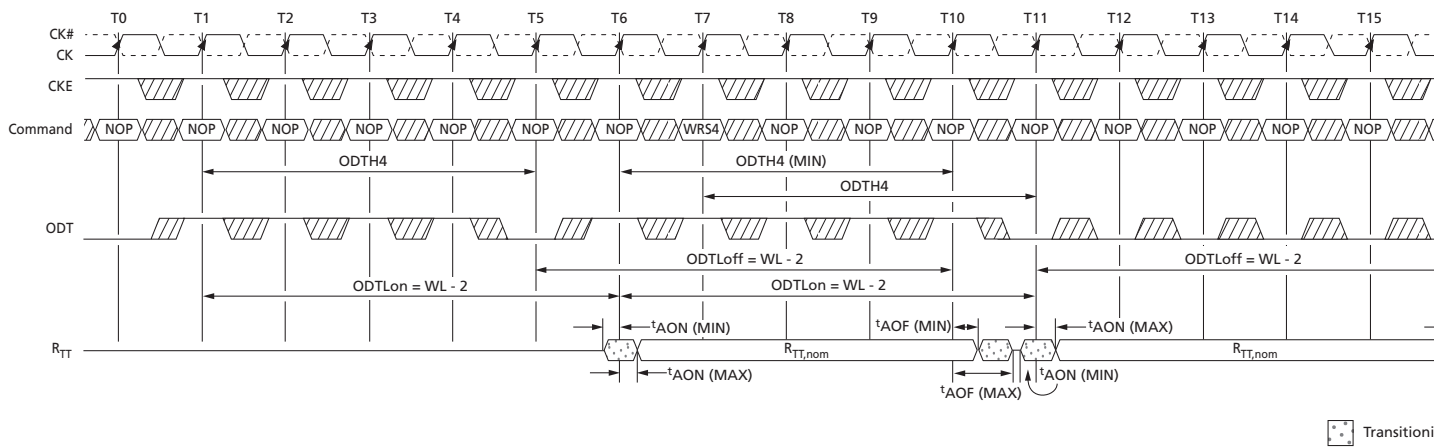 T0 T1 T2 T3 T4 T5 T6 T7 T8 T9 T10 T11 T12 T13 T14 T15
CK#
CK
CKE
Command NOP NOP NOP NOP NOP NOP NOP WRS4 NOP NOP NOP NOP NOP NOP NOP NOP
ODTH4 ODTH4 (MIN)
ODTH4
ODT
ODTLoff = WL - 2 ODTLoff = WL - 2
ODTLon = WL - 2 ODTLon = WL - 2
tAON (MIN) tAOF (MIN) tAON (MAX)
RTT RTT,nom RTT,nom
tAON (MAX) tAON (MIN)
tAOF (MAX)
Transitioni